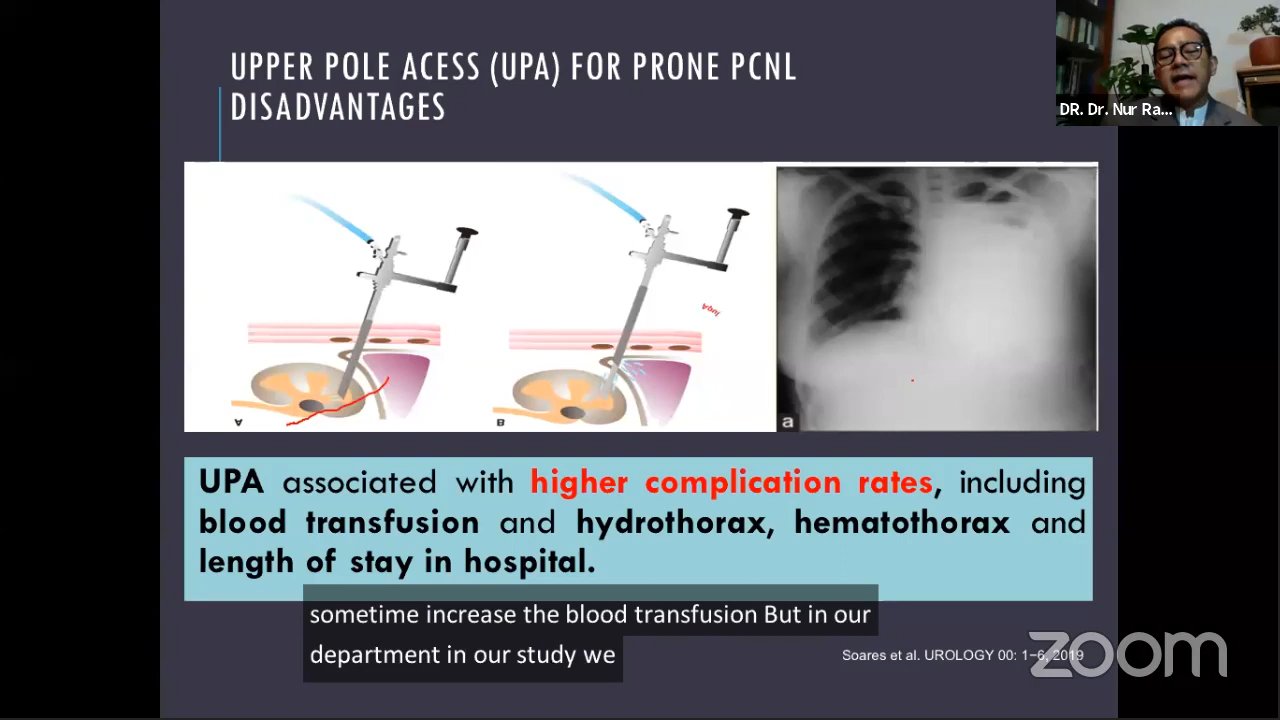 UPPER POLE ACESS (UPA) FOR PRONE PCNL
DISADVANTAGES
DR. Dr. Nur Ra...
A
B
a
UPA associated with higher complication rates, including
blood transfusion and hydrothorax, hematothorax and
length of stay in hospital.
sometime increase the blood transfusion But in our
department in our study we
Soares et al. UROLOGY 00: 1−6, 2019
zoom